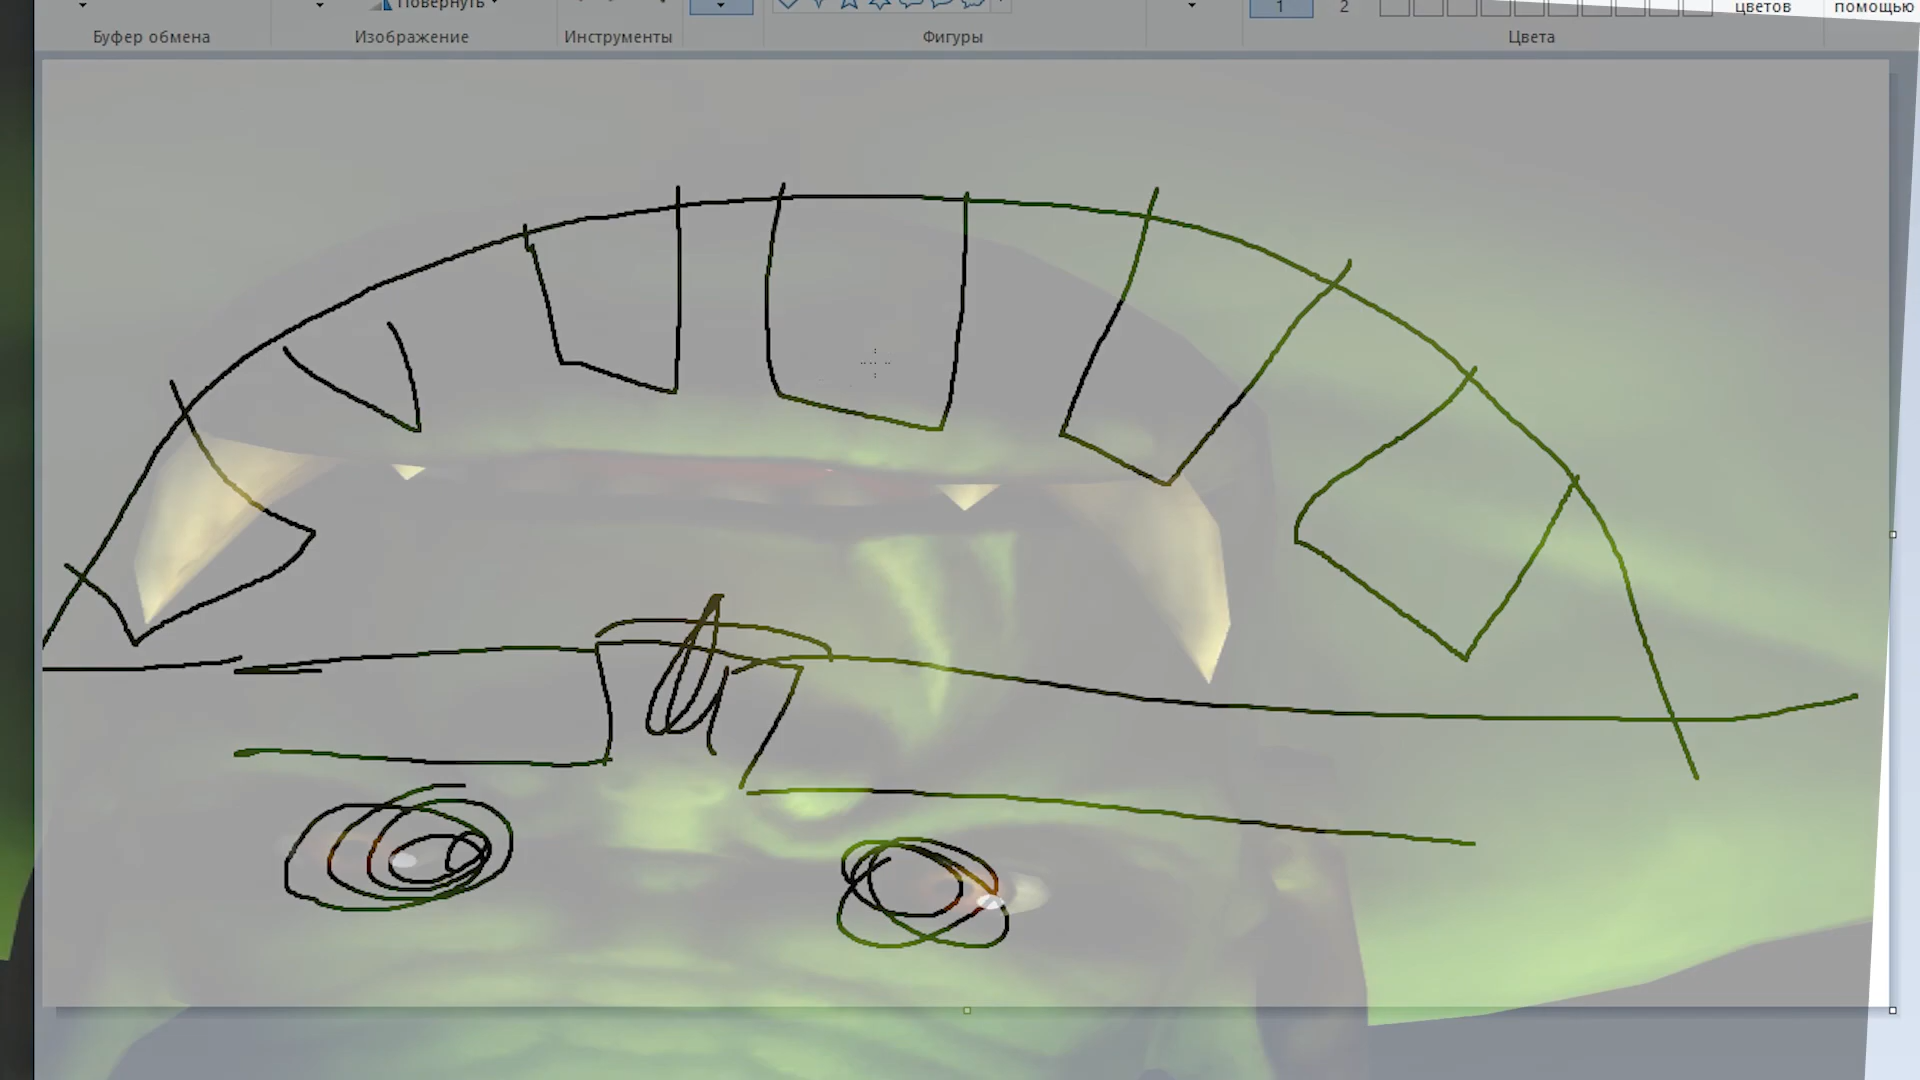 Повернуть
1
2
цветов
помощью
Буфер обмена
Изображение
Инструменты
Фигуры
Цвета